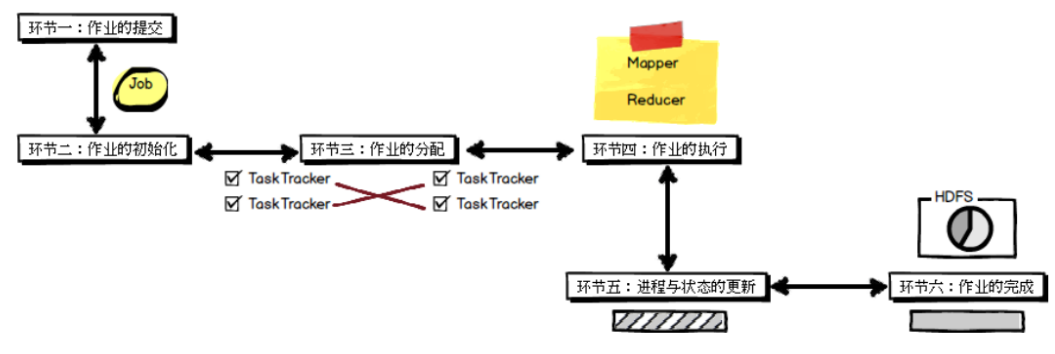 环节一：作业的提交
Job
Mapper
Reducer
环节二：作业的初始化
环节三：作业的分配
环节四：作业的执行
TaskTracker
TaskTracker
TaskTracker
TaskTracker
HDFS
环节五：进程与状态的更新
环节六：作业的完成